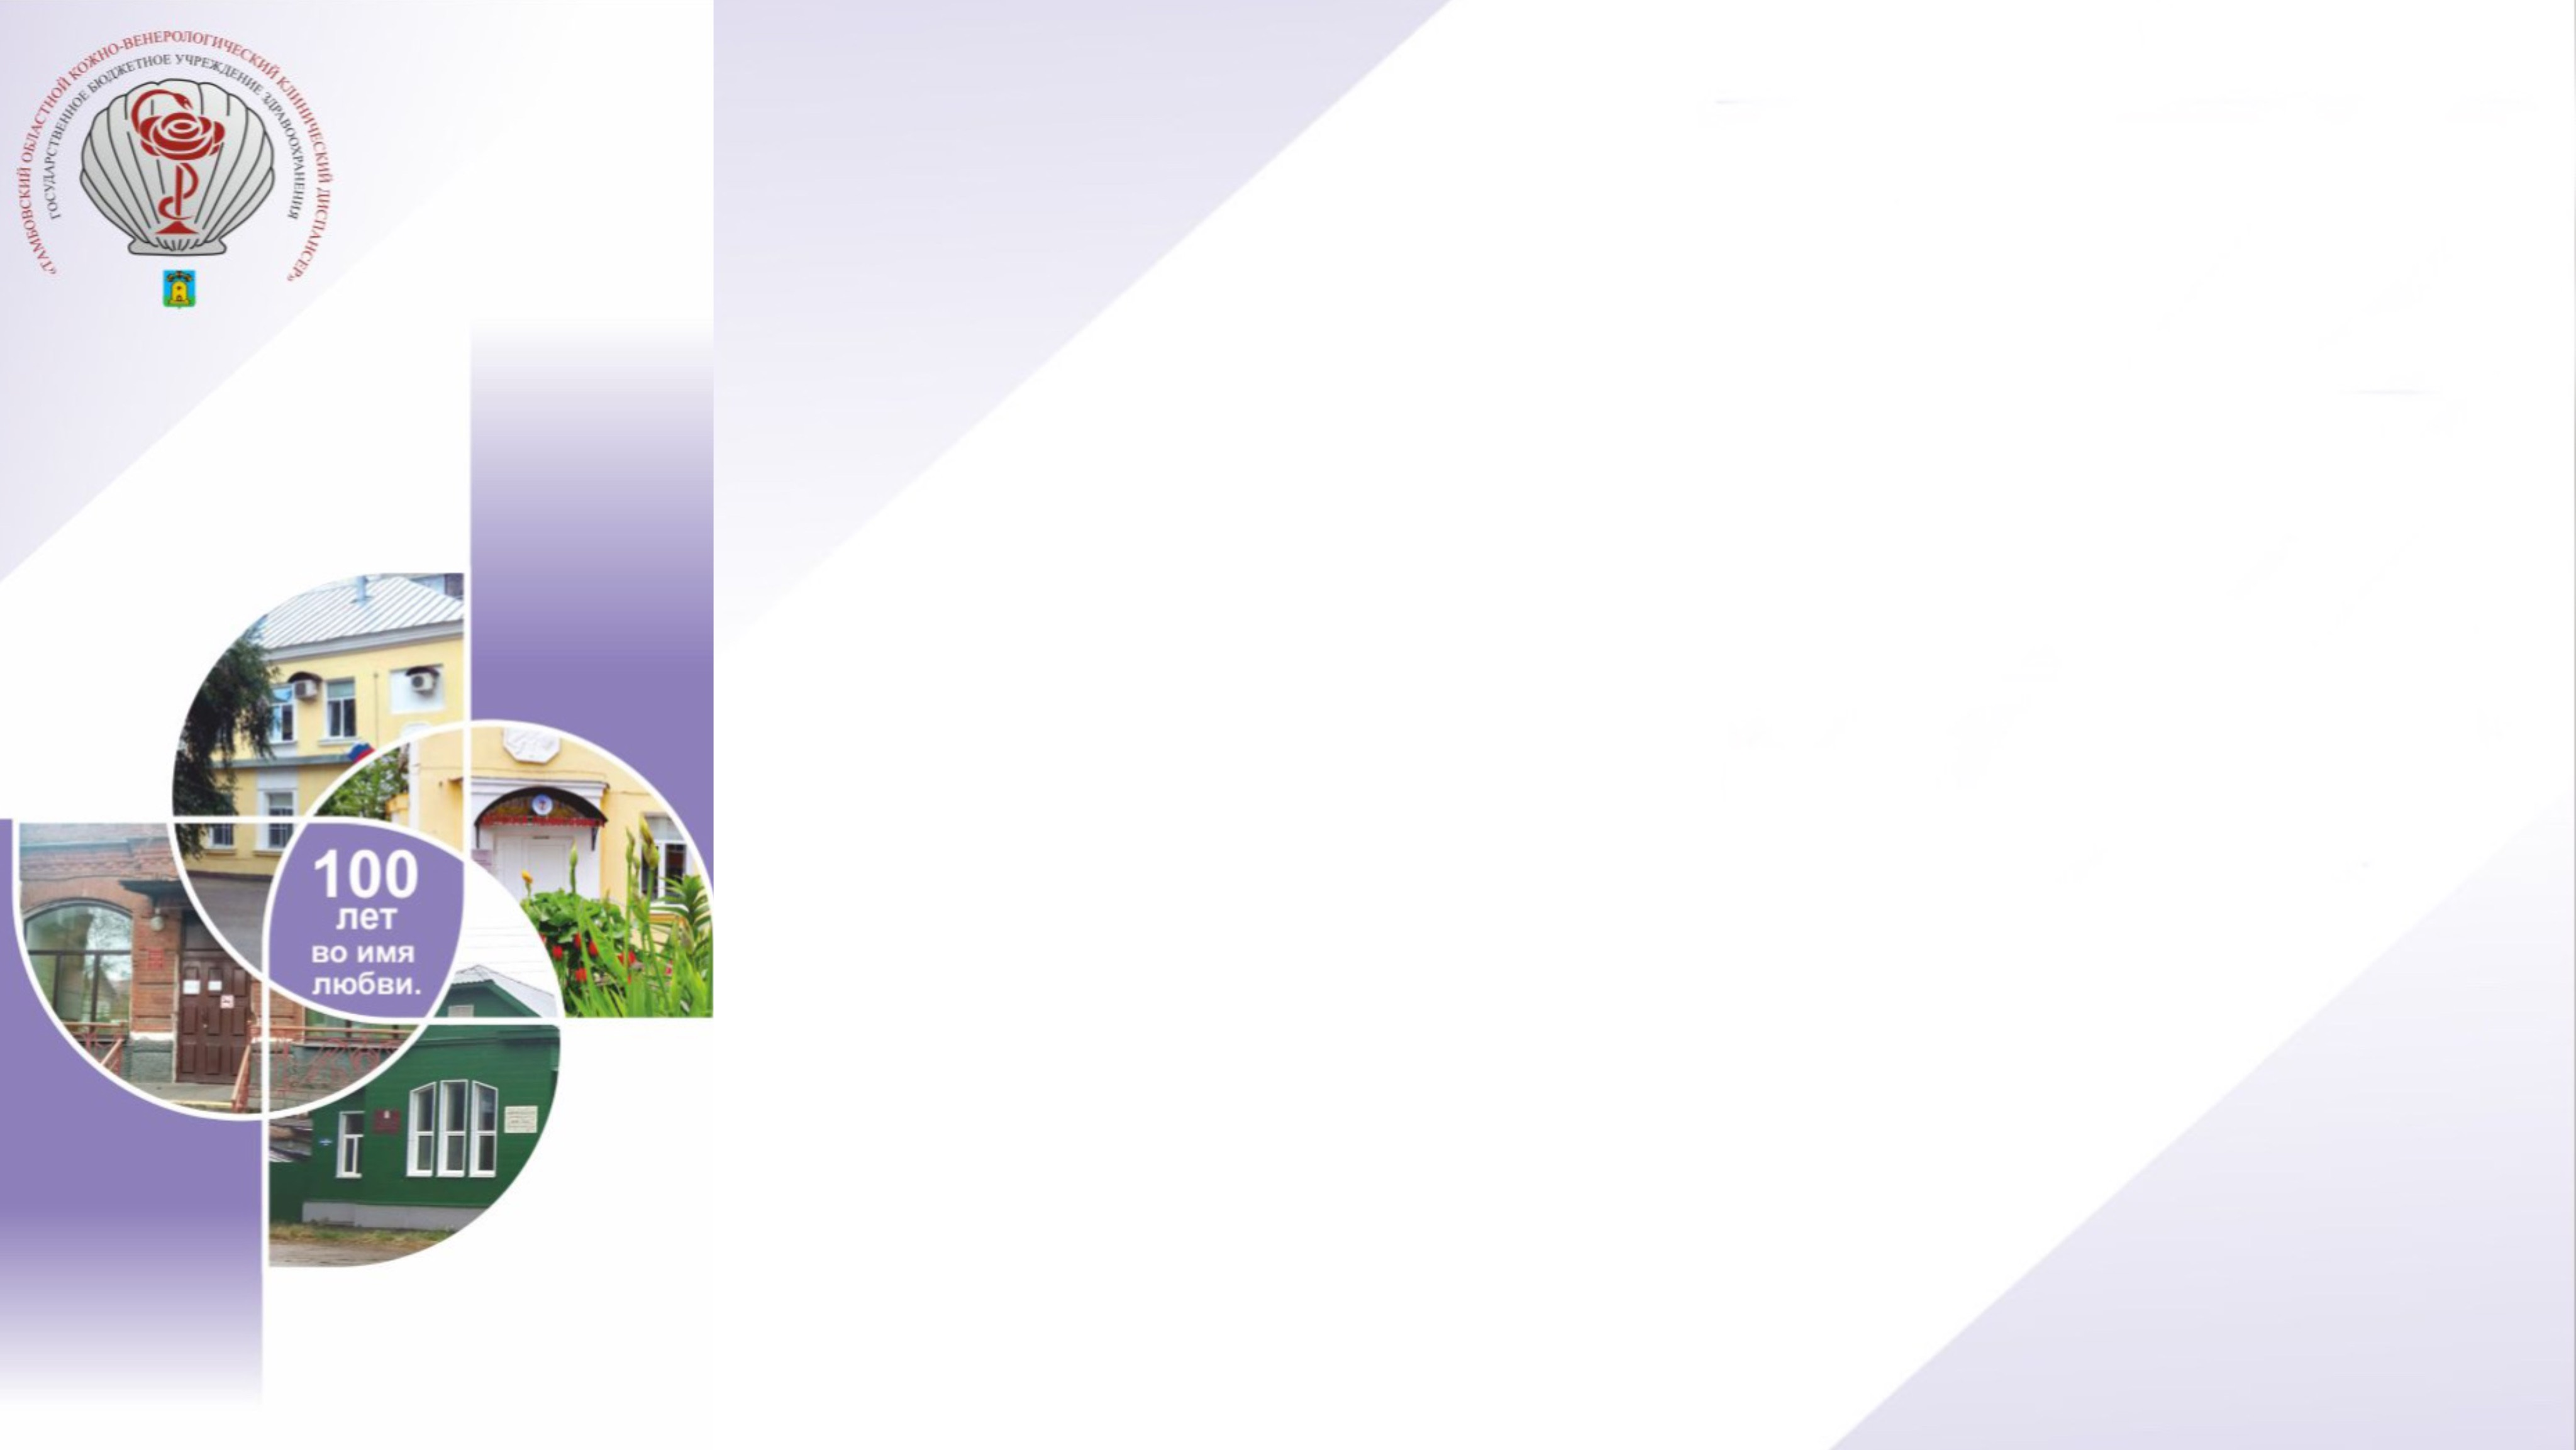 «ТАМБОВСКИЙ ОБЛАСТНОЙ КОЖНО-ВЕНЕРОЛОГИЧЕСКИЙ КЛИНИЧЕСКИЙ ДИСПАНСЕР»
ГОСУДАРСТВЕННОЕ БЮДЖЕТНОЕ УЧРЕЖДЕНИЕ ЗДРАВООХРАНЕНИЯ
100
лет
во имя
любви.